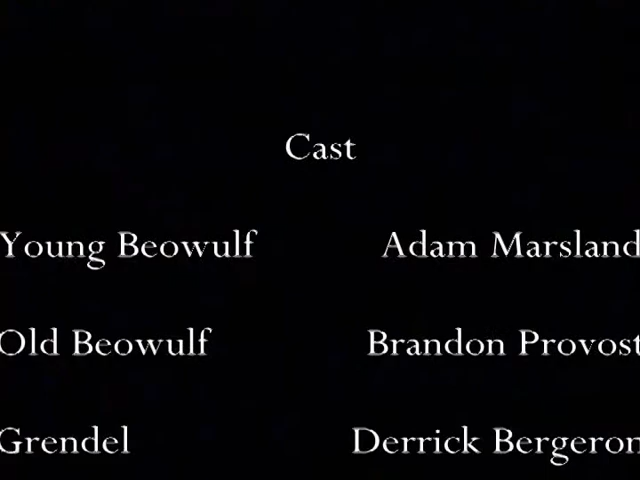 Cast
Young Beowulf Adam Marsland
Old Beowulf Brandon Provost
Grendel Derrick Bergeron